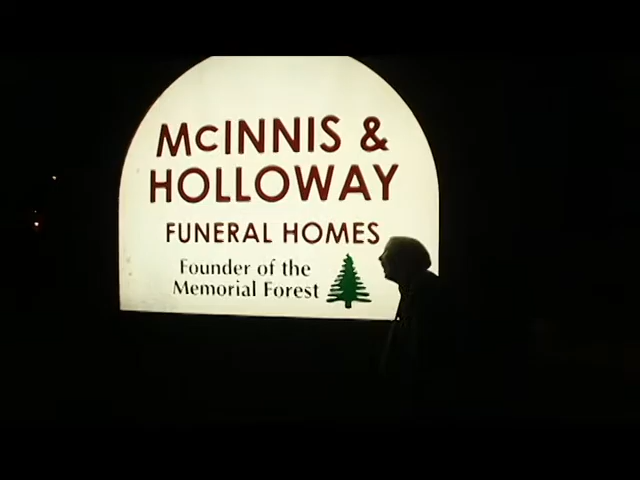 McINNIS &
HOLLOWAY
FUNERAL HOMES
Founder of the
Memorial Forest